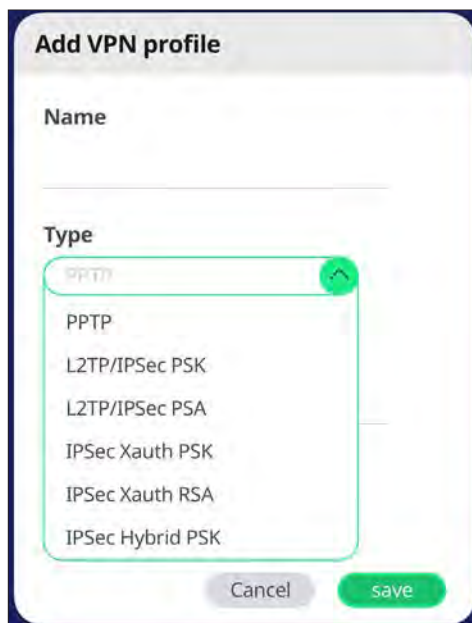 Add VPN profile
Name
Type
PPTP
PPTP
L2TP/IPSec PSK
L2TP/IPSec PSA
IPSec Xauth PSK
IPSec Xauth RSA
IPSec Hybrid PSK
Cancel save